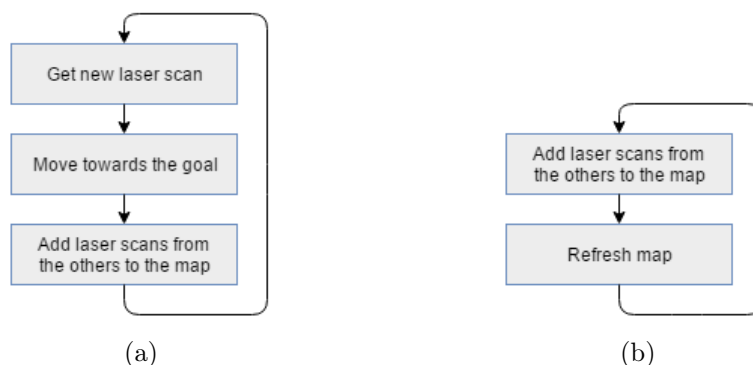 Get new laser scan
Move towards the goal
Add laser scans from
the others to the map
(a)
Add laser scans from
the others to the map
Refresh map
(b)